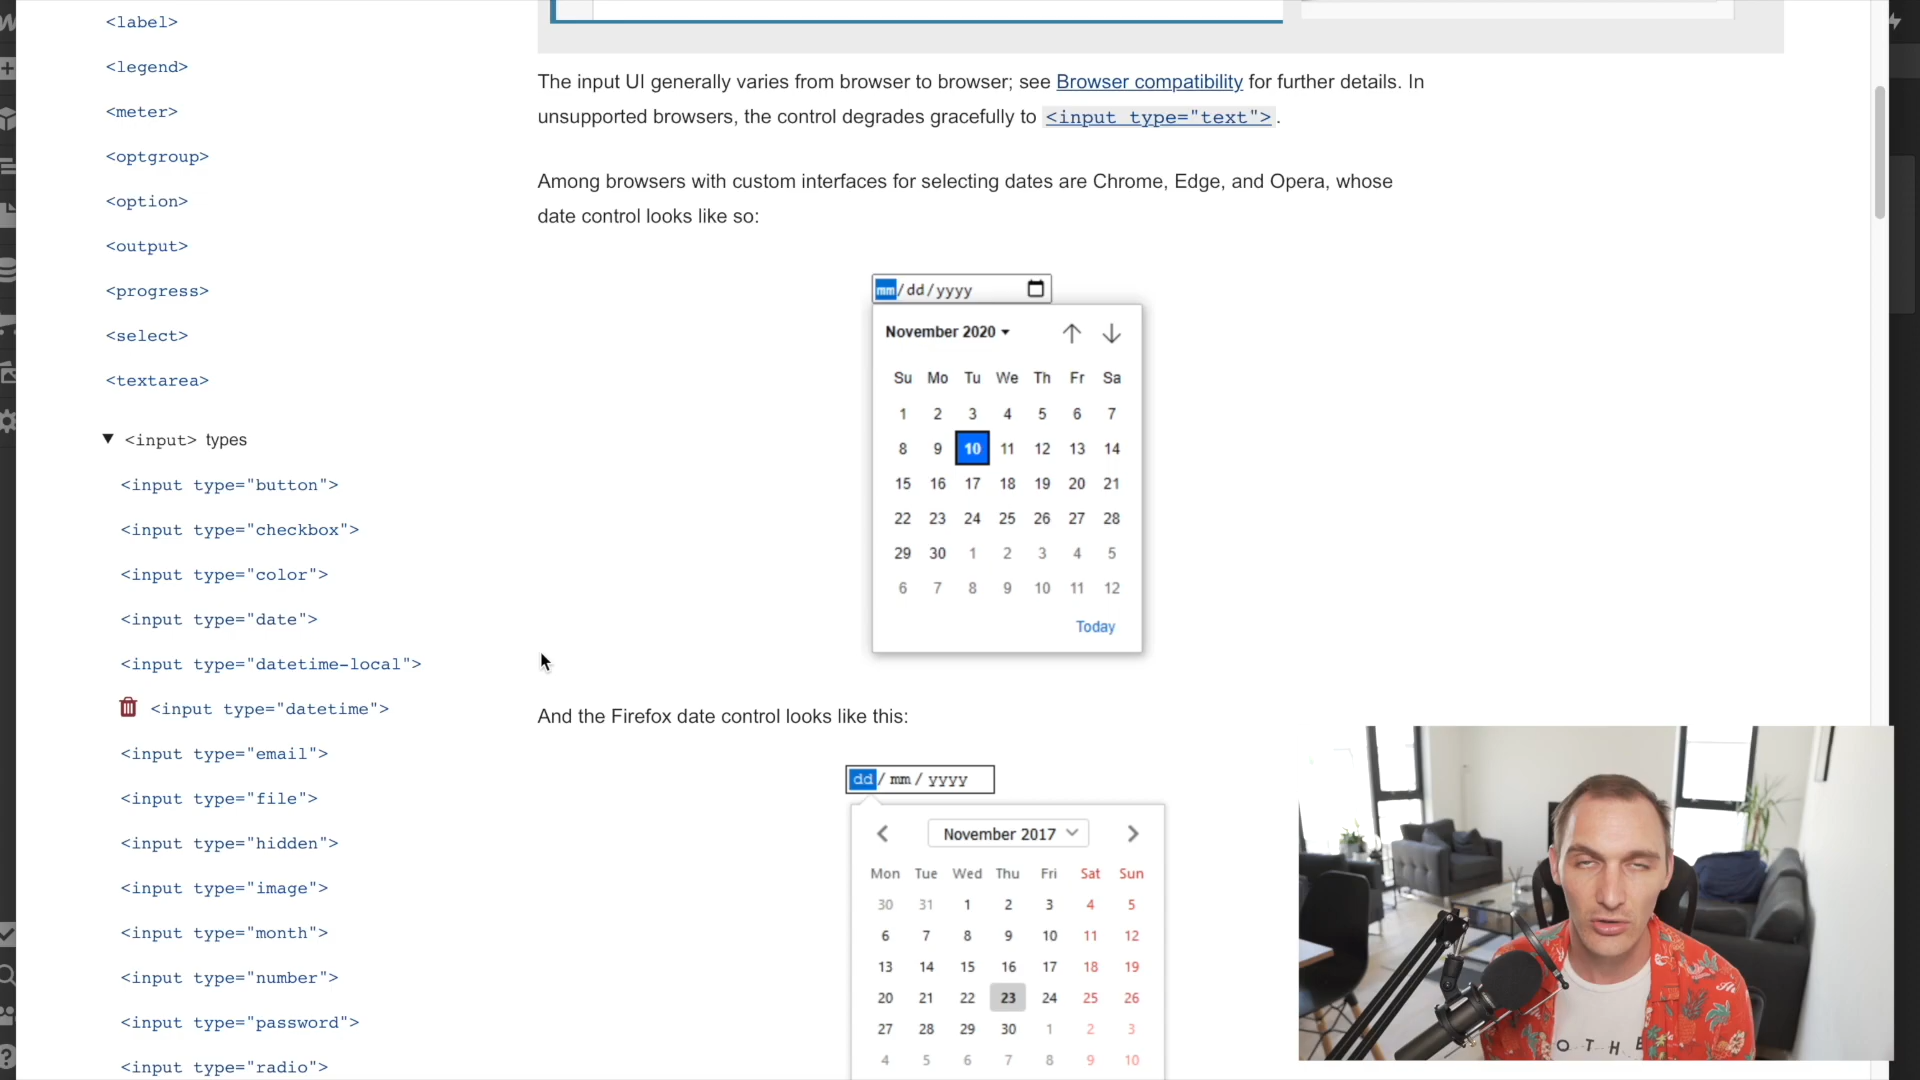 <label>
<legend>
<meter>
<optgroup>
<option>
<output>
<progress>
<select>
<textarea>
<input> types
<input type="button">
<input type="checkbox">
<input type="color">
<input type="date">
<input type="datetime-local">
<input type="datetime">
<input type="email">
<input type="file">
<input type="hidden">
<input type="image">
<input type="month">
<input type="number">
<input type="password">
<input type="radio">
The input UI generally varies from browser to browser; see Browser compatibility for further details. In
unsupported browsers, the control degrades gracefully to <input type="text">.
Among browsers with custom interfaces for selecting dates are Chrome, Edge, and Opera, whose
date control looks like so:
mm/dd/yyyy
November 2020
Su Mo Tu We Th Fr Sa
1 2 3 4 5 6 7
8 9 10 11 12 13 14
15 16 17 18 19 20 21
22 23 24 25 26 27 28
29 30 1 2 3 4 5
6 7 8 9 10 11 12
Today
And the Firefox date control looks like this:
dd / mm / yyyy
November 2017
Mon Tue Wed Thu Fri Sat Sun
30 31 1 2 3 4 5
6 7 8 9 10 11 12
13 14 15 16 17 18 19
20 21 22 23 24 25 26
27 28 29 30 1 2 3
4 5 6 7 8 9 10
OTHE